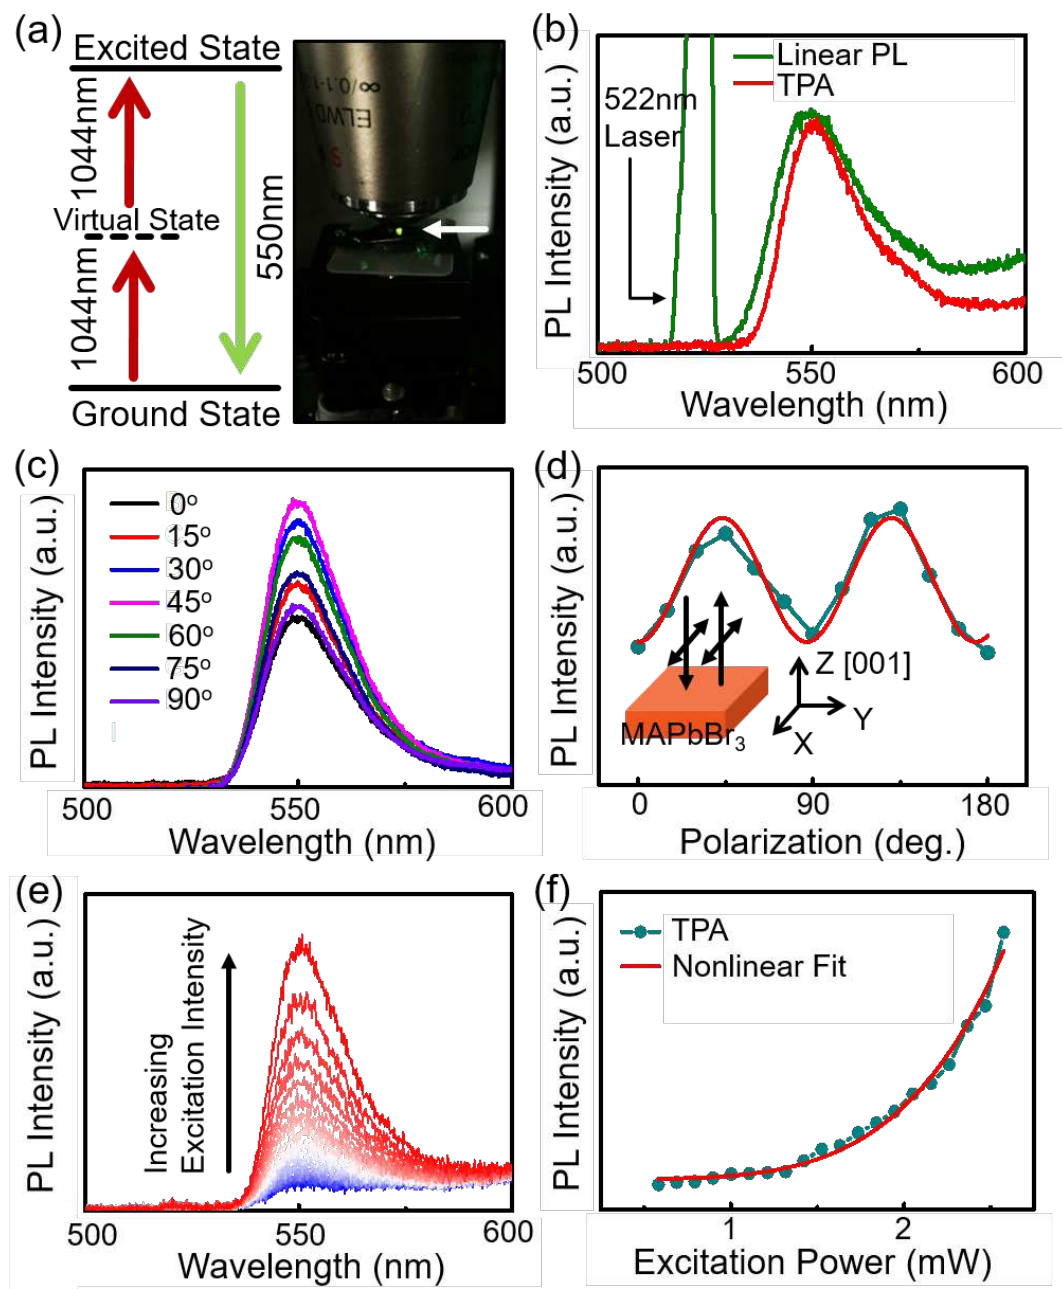 (a)
Excited State
1044nm
Virtual State
1044nm
550nm
Ground State
∞/0.1-1
ELWD
(b)
Linear PL
TPA
522nm
Laser
PL Intensity (a.u.)
500
550
600
Wavelength (nm)
(c)
0°
15°
30°
45°
60°
75°
90°
PL Intensity (a.u.)
500
550
600
Wavelength (nm)
(d)
PL Intensity (a.u.)
Z [001]
Y
X
MAPbBr3
0
90
180
Polarization (deg.)
(e)
PL Intensity (a.u.)
Increasing
Excitation Intensity
500
550
600
Wavelength (nm)
(f)
TPA
Nonlinear Fit
PL Intensity (a.u.)
1
2
Excitation Power (mW)